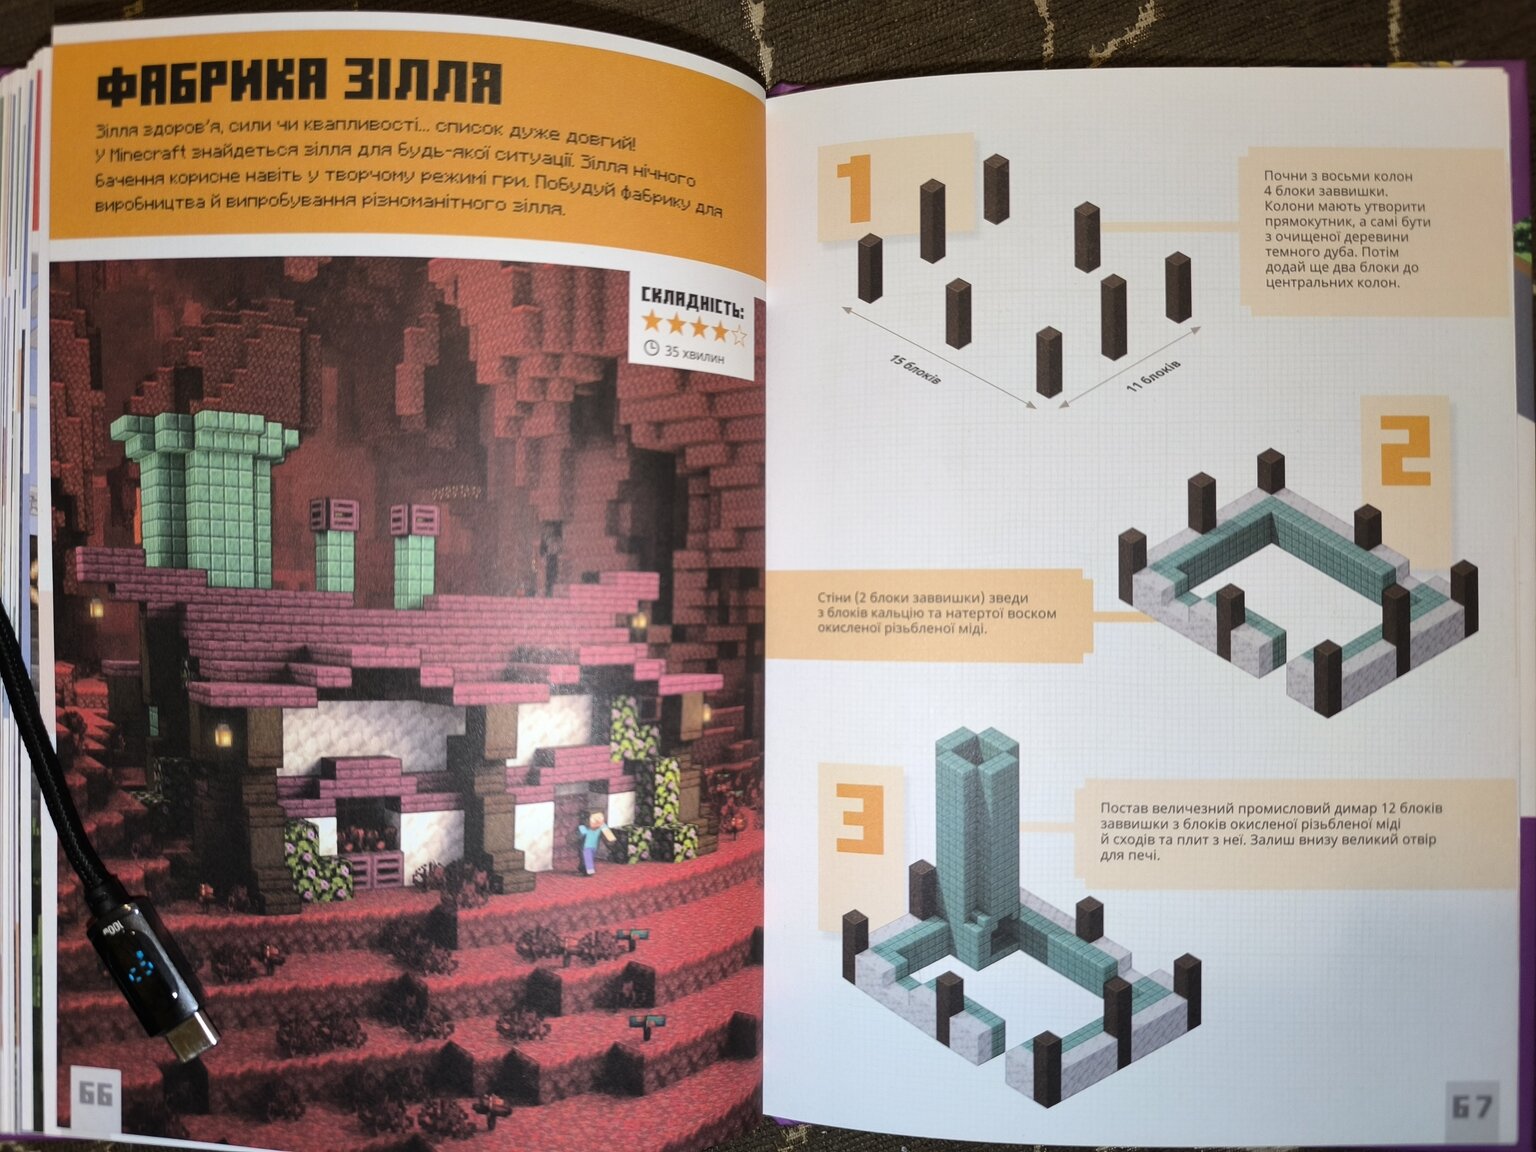 ФАБРИКА ЗІЛЛЯ
Зілля здоров'я, сили чи квапливості... список дуже довгий!
У Minecraft знайдеться зілля для будь-якої ситуації. Зілля нічного
бачення корисне навіть у творчому режимі гри. Побудуй фабрику для
виробництва й випробування різноманітного зілля.
СКЛАДНІСТЬ:
35 хвилин
100W
66
1
Почни з восьми колон
4 блоки заввишки.
Колони мають утворити
прямокутник, а самі бути
з очищеної деревини
темного дуба. Потім
додай ще два блоки до
центральних колон.
15 блоків
11 блоків
2
Стіни (2 блоки заввишки) зведи
з блоків кальцію та натертої воском
окисленої різьбленої міді.
3
Постав величезний промисловий димар 12 блоків
заввишки з блоків окисленої різьбленої міді
й сходів та плит з неї. Залиш внизу великий отвір
для печі.
67